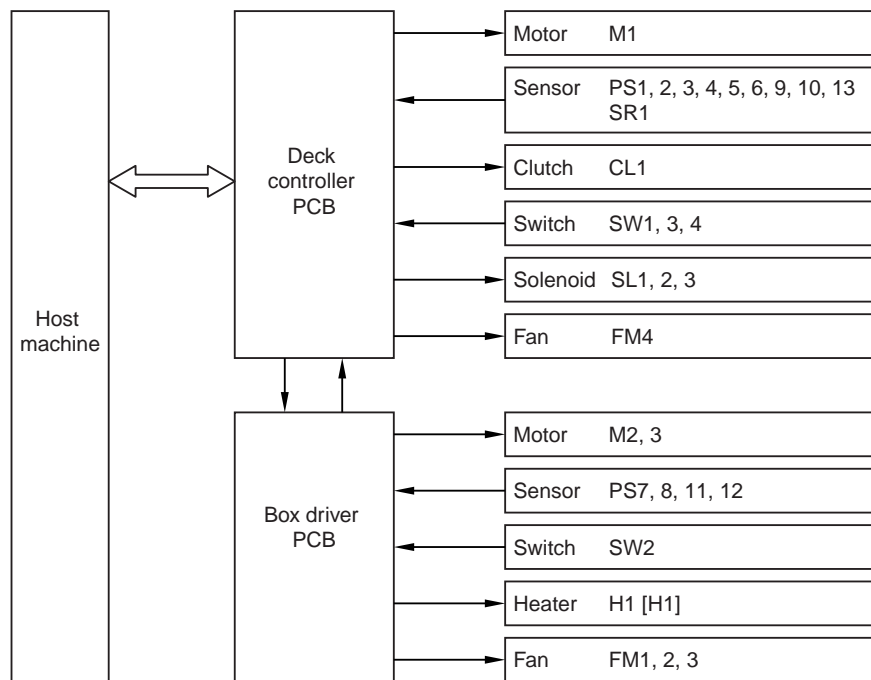 Host
machine
Deck
controller
PCB
Motor M1
Sensor PS1, 2, 3, 4, 5, 6, 9, 10, 13
SR1
Clutch CL1
Switch SW1, 3, 4
Solenoid SL1, 2, 3
Fan FM4
Box driver
PCB
Motor M2, 3
Sensor PS7, 8, 11, 12
Switch SW2
Heater H1 [H1]
Fan FM1, 2, 3